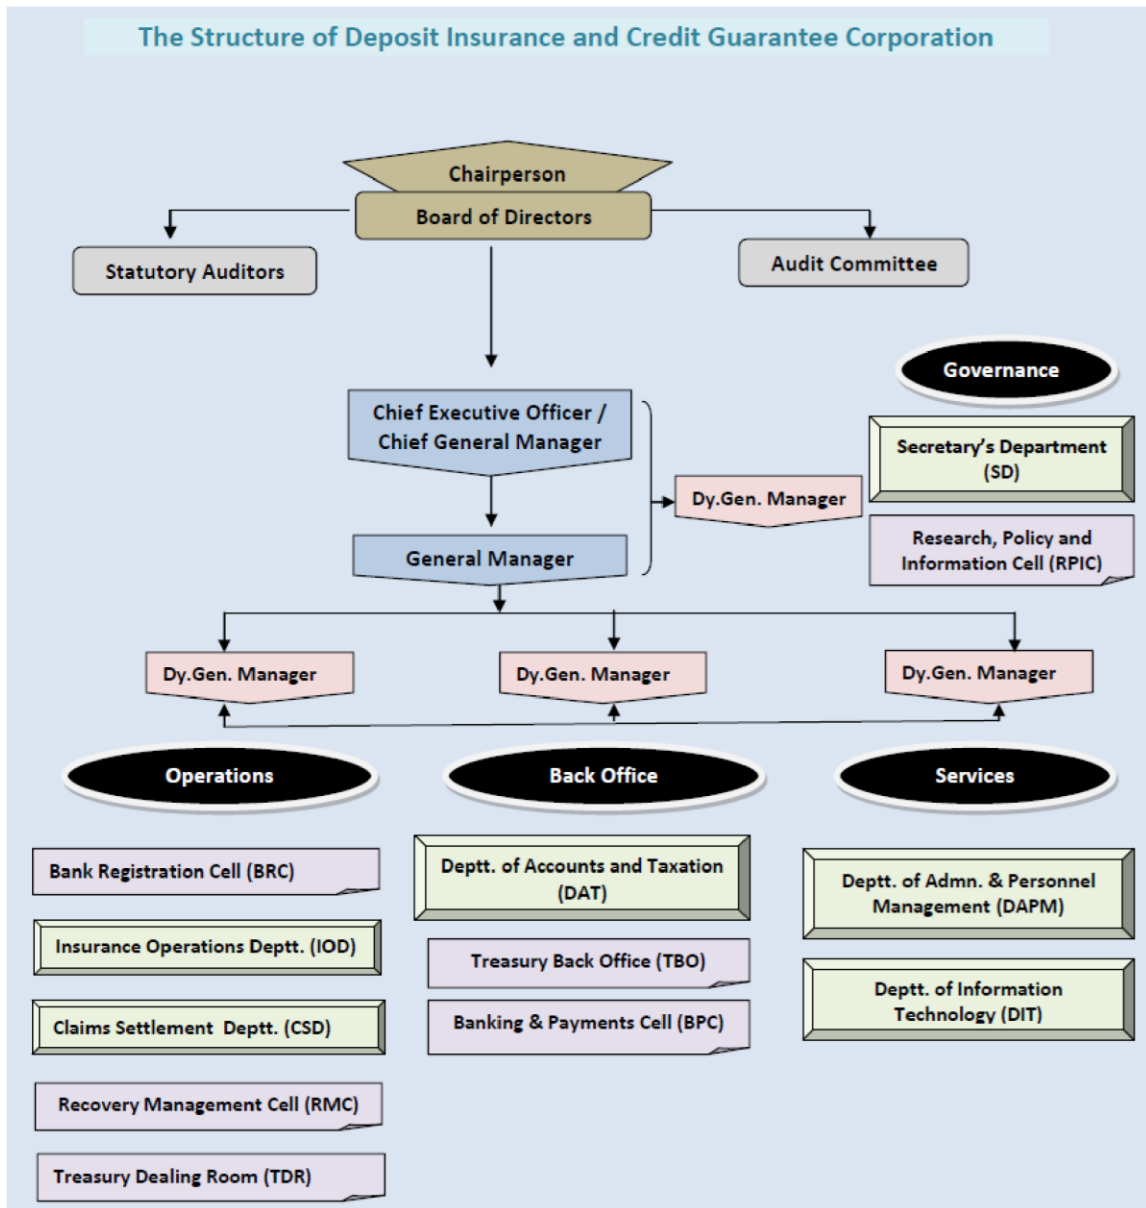 The Structure of Deposit Insurance and Credit Guarantee Corporation
Chairperson
Board of Directors
Statutory Auditors
Audit Committee
Governance
Chief Executive Officer /
Chief General Manager
Secretary's Department
(SD)
Dy.Gen. Manager
Research, Policy and
Information Cell (RPIC)
General Manager
Dy.Gen. Manager
Dy.Gen. Manager
Dy.Gen. Manager
Operations
Bank Registration Cell (BRC)
Insurance Operations Deptt. (IOD)
Claims Settlement Deptt. (CSD)
Recovery Management Cell (RMC)
Treasury Dealing Room (TDR)
Back Office
Deptt. of Accounts and Taxation
(DAT)
Treasury Back Office (TBO)
Banking & Payments Cell (BPC)
Services
Deptt. of Admn. & Personnel
Management (DAPM)
Deptt. of Information
Technology (DIT)